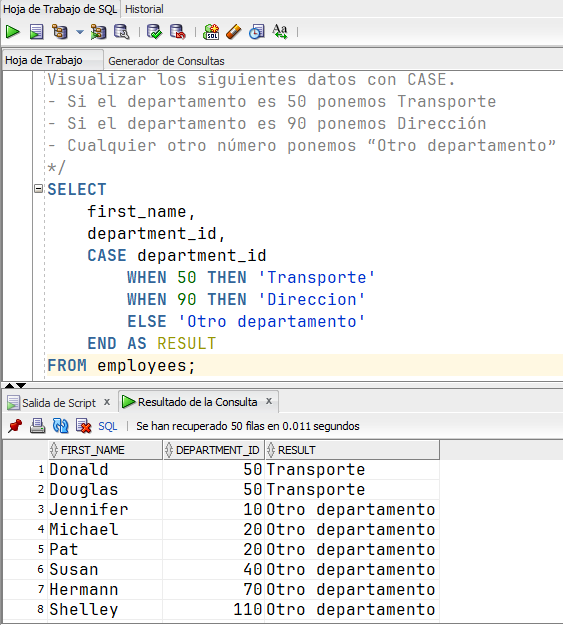 Hoja de Trabajo de SQL Historial
Hoja de Trabajo Generador de Consultas
Visualizar los siguientes datos con CASE.
- Si el departamento es 50 ponemos Transporte
- Si el departamento es 90 ponemos Dirección
- Cualquier otro número ponemos “Otro departamento”
*/
SELECT
first_name,
department_id,
CASE department_id
WHEN 50 THEN 'Transporte'
WHEN 90 THEN 'Direccion'
ELSE 'Otro departamento'
END AS RESULT
FROM employees;
Salida de Script x Resultado de la Consulta x
SQL | Se han recuperado 50 filas en 0.011 segundos
FIRST_NAME DEPARTMENT_ID RESULT
1 Donald 50 Transporte
2 Douglas 50 Transporte
3 Jennifer 10 Otro departamento
4 Michael 20 Otro departamento
5 Pat 20 Otro departamento
6 Susan 40 Otro departamento
7 Hermann 70 Otro departamento
8 Shelley 110 Otro departamento